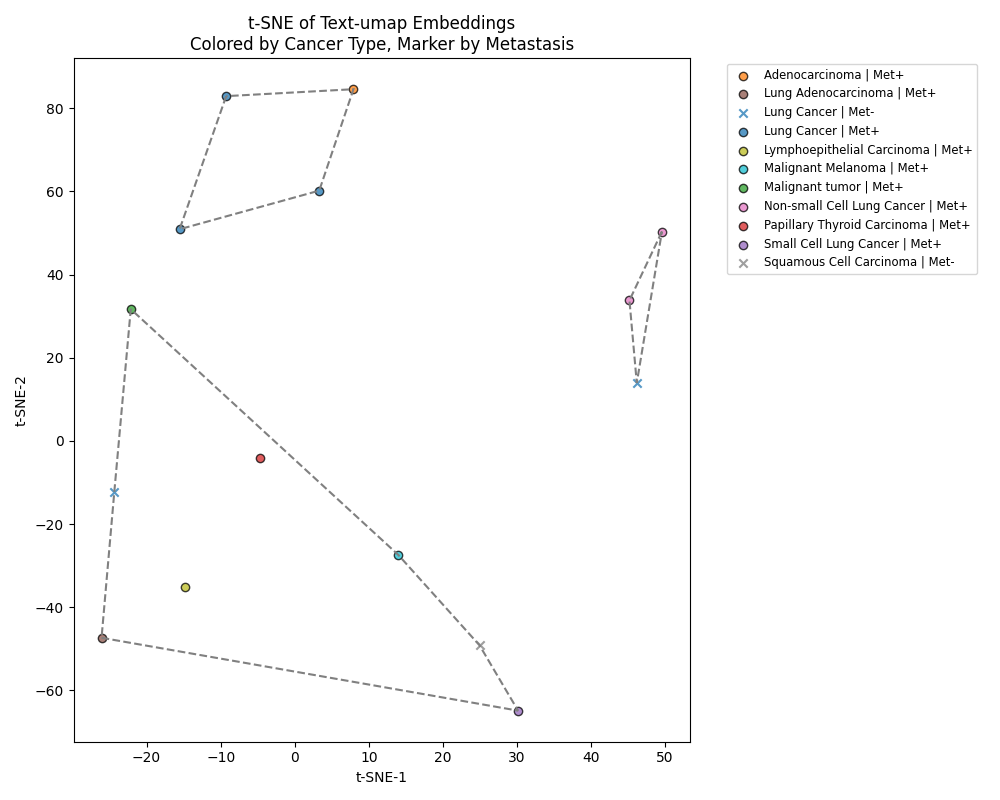 t-SNE of Text-umap Embeddings
Colored by Cancer Type, Marker by Metastasis
Adenocarcinoma | Met+
Lung Adenocarcinoma | Met+
Lung Cancer | Met-
Lung Cancer | Met+
Lymphoepithelial Carcinoma | Met+
Malignant Melanoma | Met+
Malignant tumor | Met+
Non-small Cell Lung Cancer | Met+
Papillary Thyroid Carcinoma | Met+
Small Cell Lung Cancer | Met+
Squamous Cell Carcinoma | Met-
t-SNE-2
80
60
40
20
0
−20
−40
−60
−20 −10 0 10 20 30 40 50
t-SNE-1